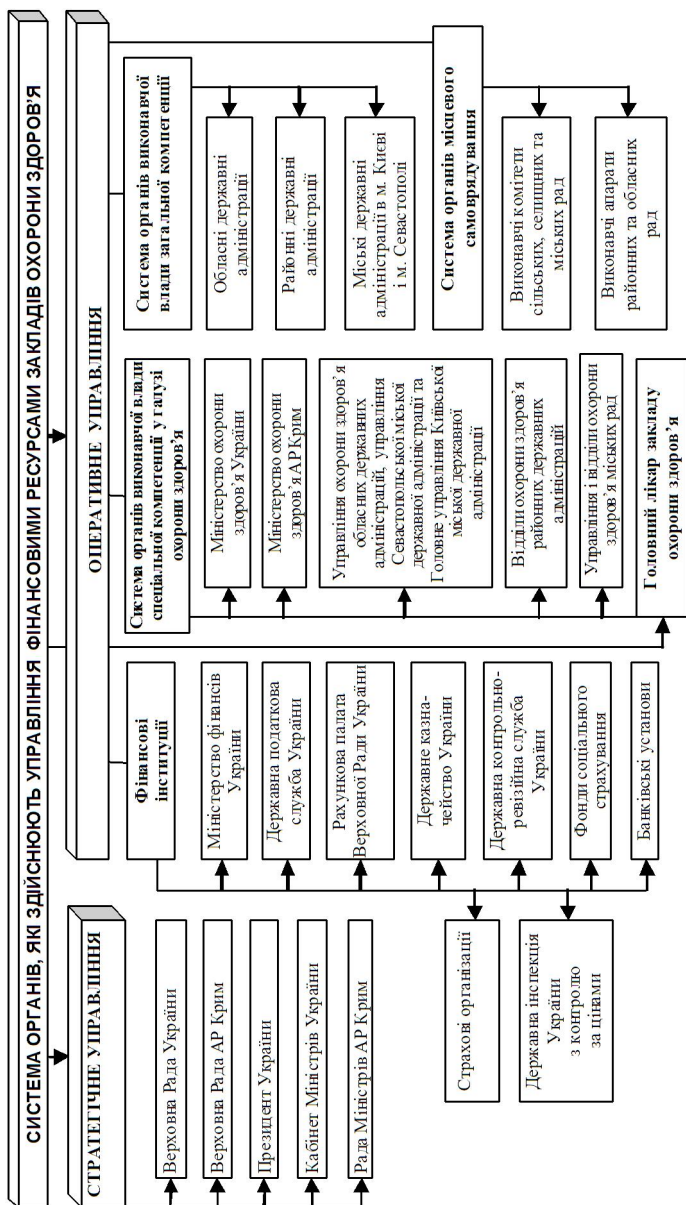 СИСТЕМА ОРГАНІВ, ЯКІ ЗДІЙСНЮЮТЬ УПРАВЛІННЯ ФІНАНСОВИМИ РЕСУРСАМИ ЗАКЛАДІВ ОХОРОНИ ЗДОРОВ’Я
СТРАТЕГІЧНЕ УПРАВЛІННЯ
Верховна Рада України
Верховна Рада АР Крим
Президент України
Кабінет Міністрів України
Рада Міністрів АР Крим
ОПЕРАТИВНЕ УПРАВЛІННЯ
Фінансові
інституції
Міністерство фінансів
України
Державна податкова
служба України
Рахункова палата
Верховної Ради України
Державне казна-
чейство України
Державна контрольно-
ревізійна служба
України
Фонди соціального
страхування
Банківські установи
Страхові організації
Державна інспекція
України
з контролю
за цінами
Система органів виконавчої влади
спеціальної компетенції у галузі
охорони здоров’я
Міністерство охорони
здоров’я України
Міністерство охорони
здоров’я АР Крим
Управління охорони здоров’я
обласних державних
адміністрацій, управління
Севастопольської міської
державної адміністрації та
Головне управління Київської
міської державної
адміністрації
Відділи охорони здоров’я
районних державних
адміністрацій
Управління і відділи охорони
здоров’я міських рад
Головний лікар закладу
охорони здоров’я
Система органів виконавчої
влади загальної компетенції
Обласні державні
адміністрації
Районні державні
адміністрації
Міські державні
адміністрації в м. Києві
і м. Севастополі
Система органів місцевого
самоврядування
Виконавчі комітети
сільських, селищних та
міських рад
Виконавчі апарати
районних та обласних
рад